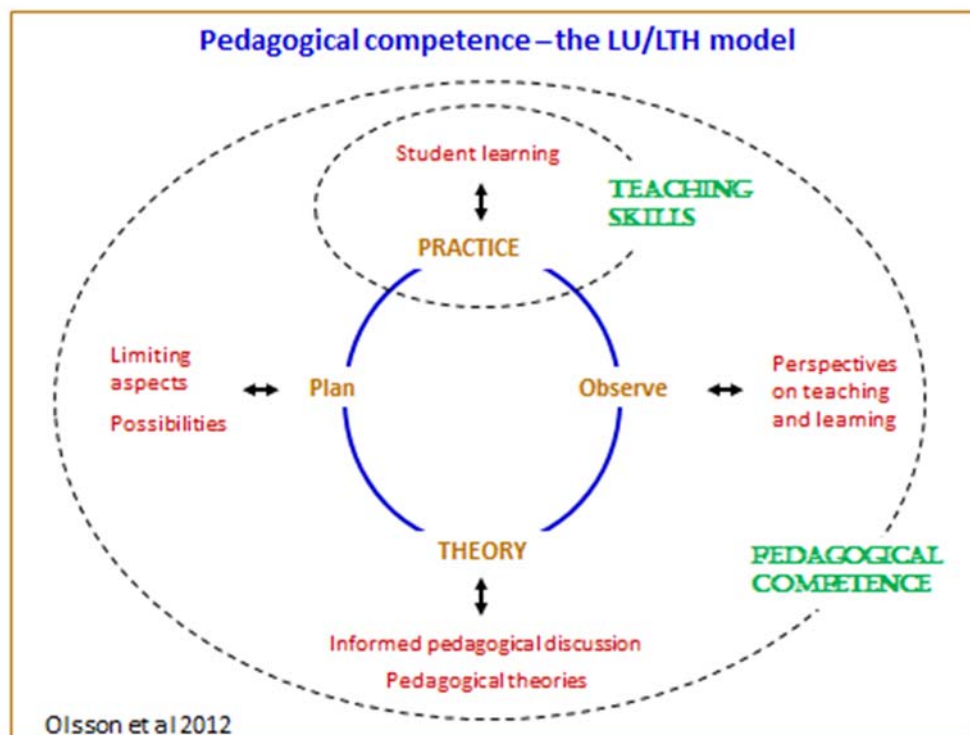 Pedagogical competence – the LU/LTH model
Student learning
TEACHING
SKILLS
PRACTICE
Limiting
aspects
Possibilities
Plan
Observe
Perspectives
on teaching
and learning
THEORY
PEDAGOGICAL
COMPETENCE
Informed pedagogical discussion
Pedagogical theories
Olsson et al 2012